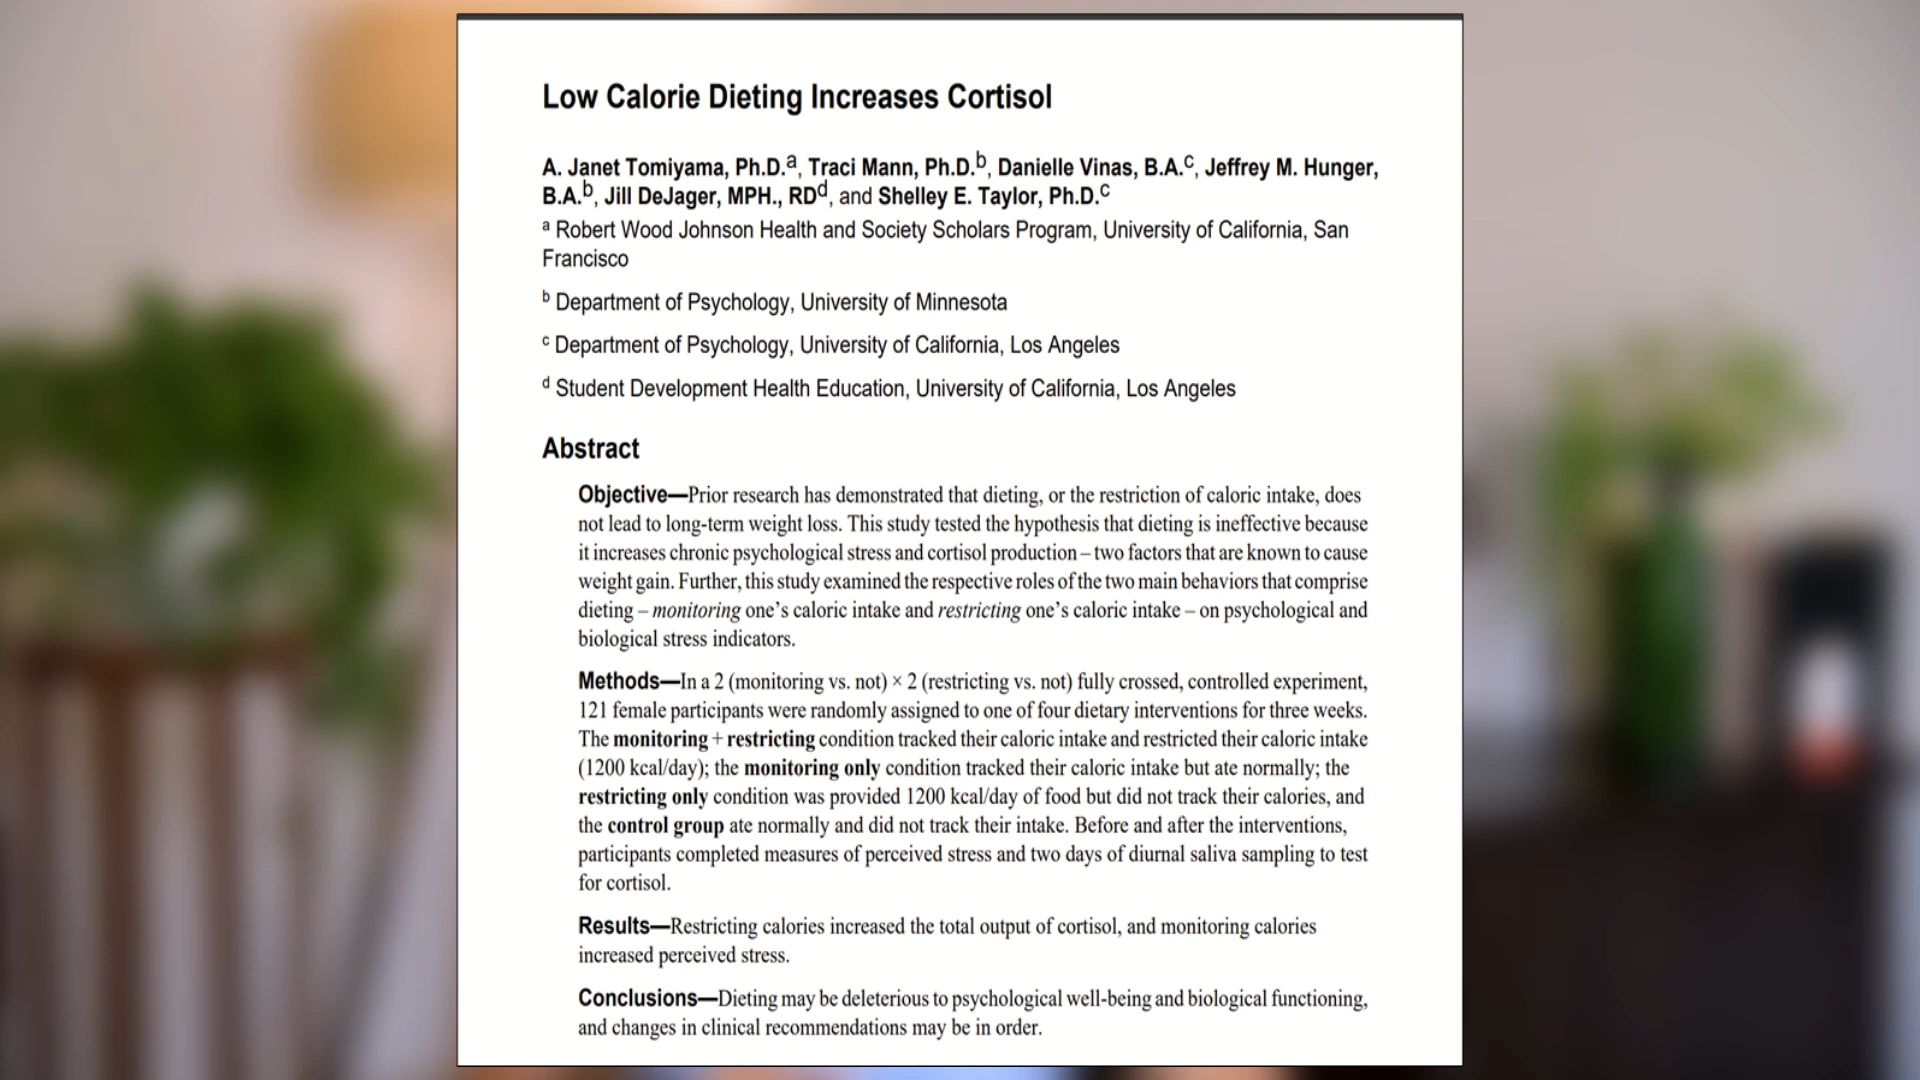 Low Calorie Dieting Increases Cortisol
A. Janet Tomiyama, Ph.D.a, Traci Mann, Ph.D.b, Danielle Vinas, B.A.c, Jeffrey M. Hunger,
B.A.b, Jill DeJager, MPH., RDd, and Shelley E. Taylor, Ph.D.c
a Robert Wood Johnson Health and Society Scholars Program, University of California, San
Francisco
b Department of Psychology, University of Minnesota
c Department of Psychology, University of California, Los Angeles
d Student Development Health Education, University of California, Los Angeles
Abstract
Objective—Prior research has demonstrated that dieting, or the restriction of caloric intake, does
not lead to long-term weight loss. This study tested the hypothesis that dieting is ineffective because
it increases chronic psychological stress and cortisol production – two factors that are known to cause
weight gain. Further, this study examined the respective roles of the two main behaviors that comprise
dieting – monitoring one’s caloric intake and restricting one’s caloric intake – on psychological and
biological stress indicators.
Methods—In a 2 (monitoring vs. not) × 2 (restricting vs. not) fully crossed, controlled experiment,
121 female participants were randomly assigned to one of four dietary interventions for three weeks.
The monitoring + restricting condition tracked their caloric intake and restricted their caloric intake
(1200 kcal/day); the monitoring only condition tracked their caloric intake but ate normally; the
restricting only condition was provided 1200 kcal/day of food but did not track their calories, and
the control group ate normally and did not track their intake. Before and after the interventions,
participants completed measures of perceived stress and two days of diurnal saliva sampling to test
for cortisol.
Results—Restricting calories increased the total output of cortisol, and monitoring calories
increased perceived stress.
Conclusions—Dieting may be deleterious to psychological well-being and biological functioning,
and changes in clinical recommendations may be in order.